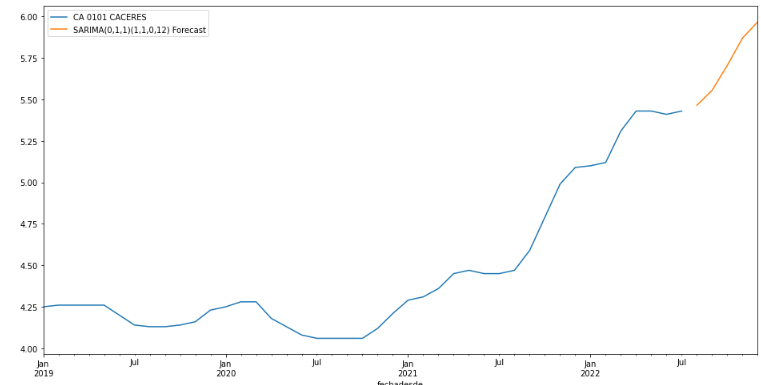 CA 0101 CACERES
SARIMA(0,1,1)(1,1,0,12) Forecast
6.00
5.75
5.50
5.25
5.00
4.75
4.50
4.25
4.00
Jan Jul Jan Jul Jan Jul Jan Jul
2019 2020 2021 2022
fechaderde